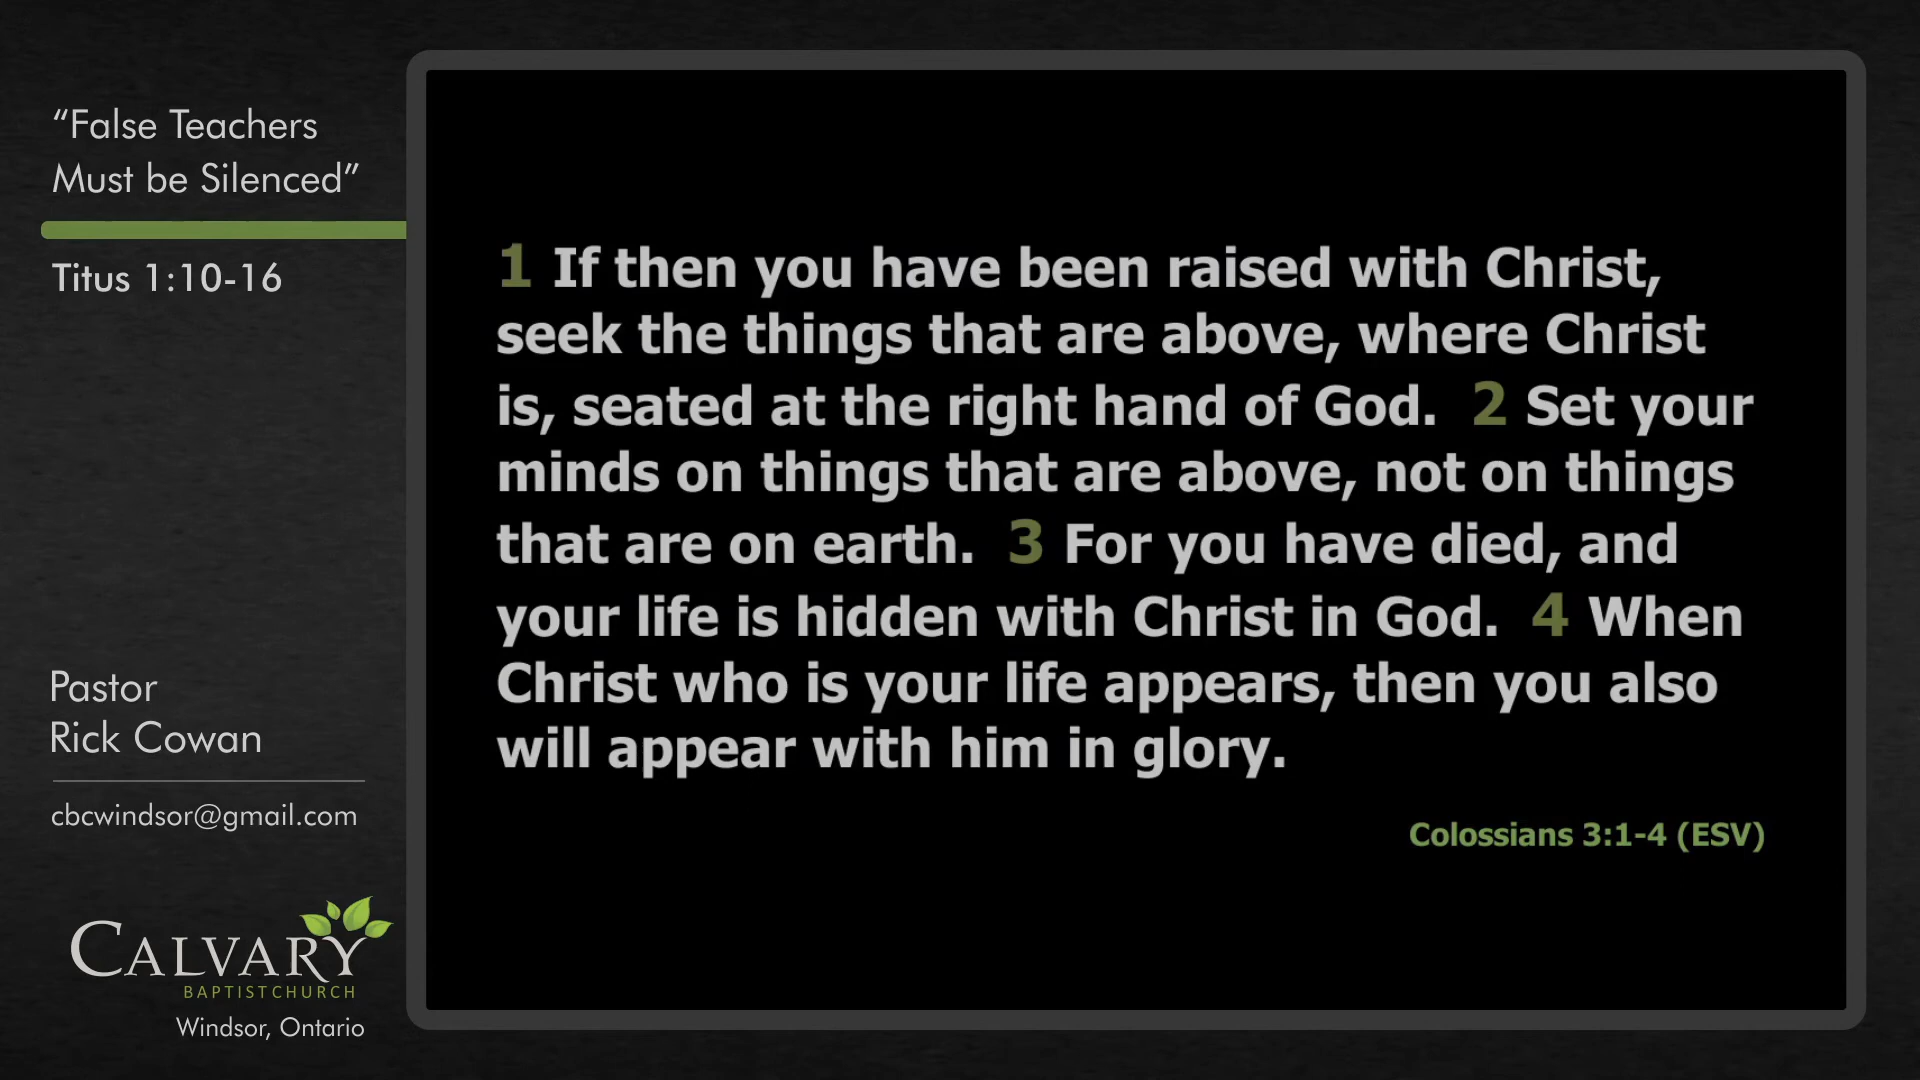 “False Teachers
Must be Silenced”
Titus 1:10-16
Pastor
Rick Cowan
cbcwindsor@gmail.com
CALVARY
BAPTISTCHURCH
Windsor, Ontario
1 If then you have been raised with Christ,
seek the things that are above, where Christ
is, seated at the right hand of God. 2 Set your
minds on things that are above, not on things
that are on earth. 3 For you have died, and
your life is hidden with Christ in God. 4 When
Christ who is your life appears, then you also
will appear with him in glory.
Colossians 3:1-4 (ESV)